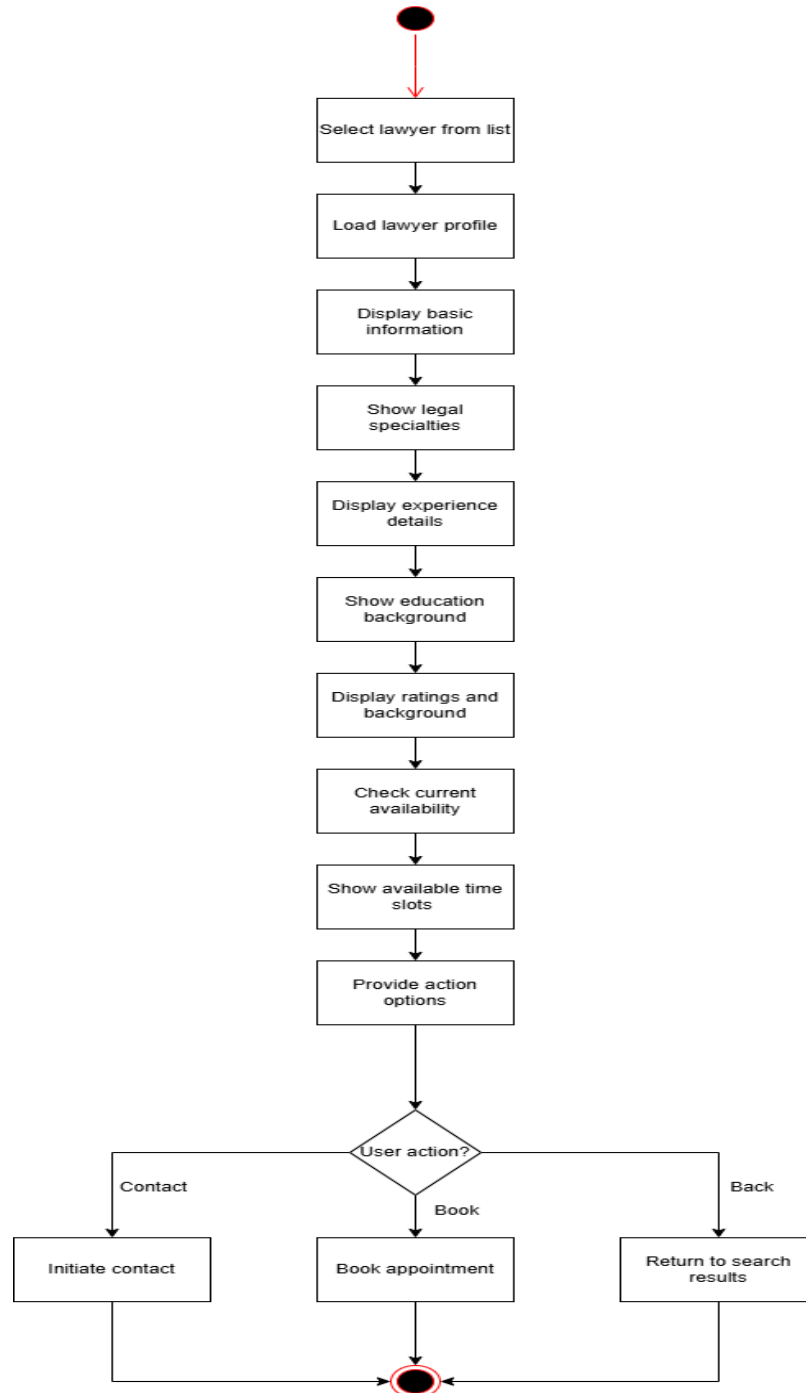 Select lawyer from list
Load lawyer profile
Display basic
information
Show legal
specialties
Display experience
details
Show education
background
Display ratings and
background
Check current
availability
Show available time
slots
Provide action
options
User action?
Contact
Book
Back
Initiate contact
Book appointment
Return to search
results